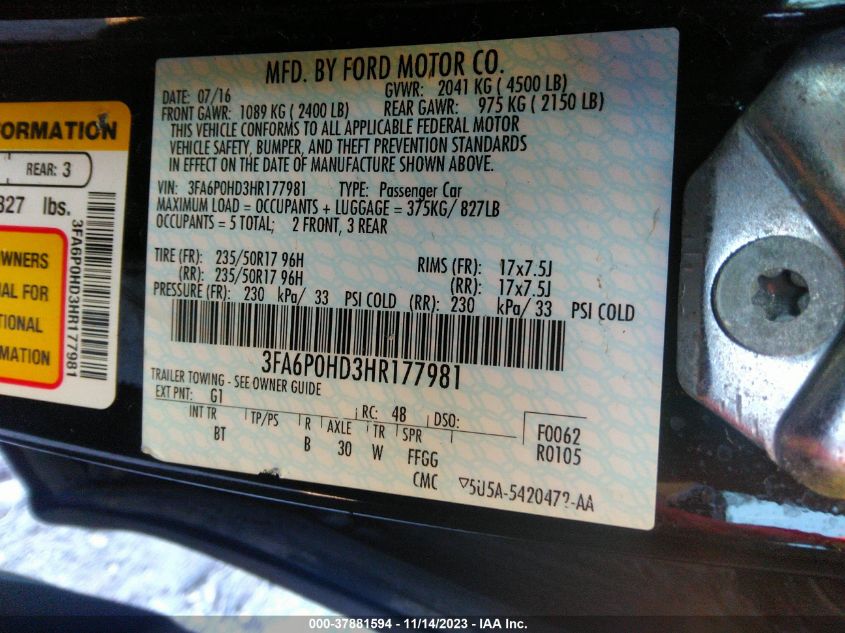 MFD. BY FORD MOTOR CO.
DATE: 07/16
GVWR: 2041 KG ( 4500 LB)
FRONT GAWR: 1089 KG ( 2400 LB)
REAR GAWR: 975 KG ( 2150 LB)
THIS VEHICLE CONFORMS TO ALL APPLICABLE FEDERAL MOTOR
VEHICLE SAFETY, BUMPER, AND THEFT PREVENTION STANDARDS
IN EFFECT ON THE DATE OF MANUFACTURE SHOWN ABOVE.
VIN: 3FA6P0HD3HR177981 TYPE: Passenger Car
MAXIMUM LOAD = OCCUPANTS + LUGGAGE = 375KG/ 827LB
OCCUPANTS = 5 TOTAL; 2 FRONT, 3 REAR
TIRE (FR): 235/50R17 96H RIMS (FR): 17x7.5J
(RR): 235/50R17 96H (RR): 17x7.5J
PRESSURE (FR): 230 kPa/ 33 PSI COLD (RR): 230 kPa/ 33 PSI COLD
3FA6P0HD3HR177981
TRAILER TOWING - SEE OWNER GUIDE
EXT PNT: G1 RC: 4B DSO:
INT TR TP/PS R AXLE TR SPR
BT B 30 W FFGG
CMC
F0062
R0105
▽5U5A-5420472-AA
FORMATION
REAR: 3
827 lbs.
OWNERS
FOR
MATION
3FA6P0HD3HR177981
000-37881594 - 11/14/2023 - IAA Inc.